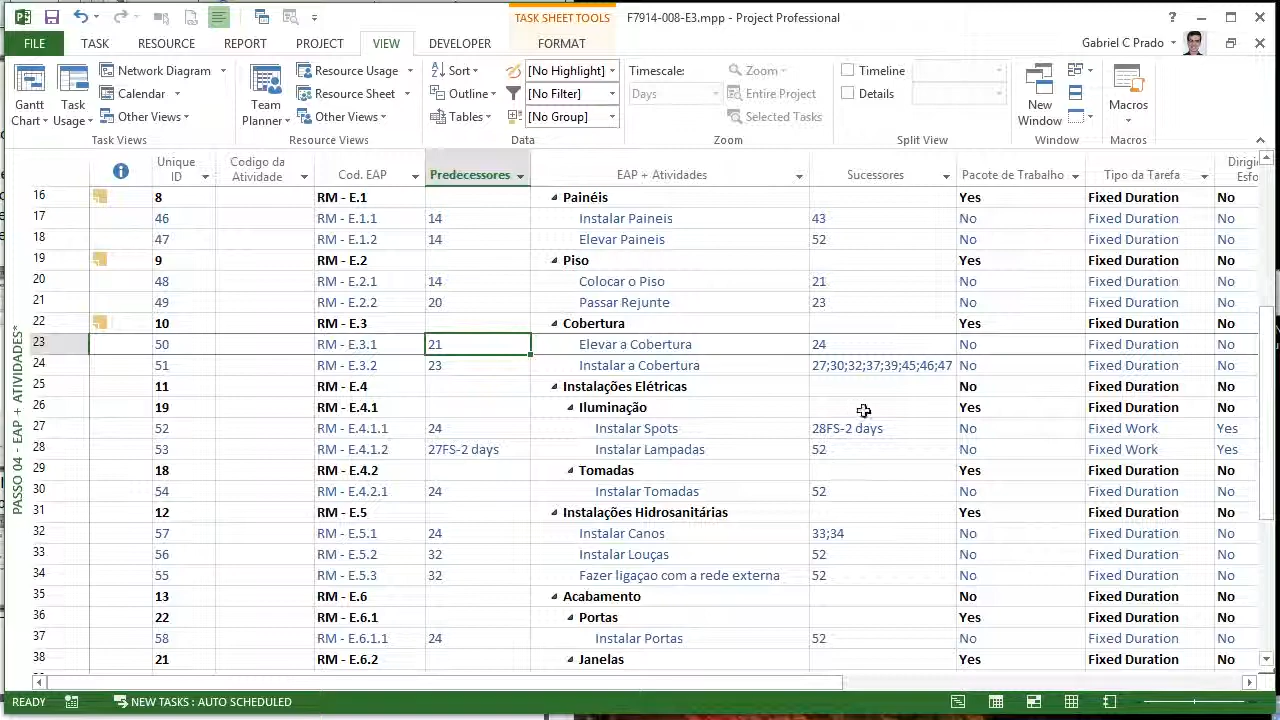 TASK SHEET TOOLS
F7914-008-E3.mpp - Project Professional
FILE TASK RESOURCE REPORT PROJECT VIEW DEVELOPER FORMAT Gabriel C Prado
Network Diagram Resource Usage Sort [No Highlight] Timescale: Zoom Timeline
Gantt Chart Task Usage Calendar Team Planner Resource Sheet Outline [No Filter] Days Entire Project Details New Window Macros
Other Views Other Views Tables [No Group] Selected Tasks
Task Views Resource Views Data Zoom Split View Window Macros
Unique ID Codigo da Atividade Cod. EAP Predecessores EAP + Atividades Sucessores Pacote de Trabalho Tipo da Tarefa Dirigi Esfo
16 8 RM - E.1 Painéis Yes Fixed Duration No
17 46 RM - E.1.1 14 Instalar Paineis 43 No Fixed Duration No
18 47 RM - E.1.2 14 Elevar Paineis 52 No Fixed Duration No
19 9 RM - E.2 Piso Yes Fixed Duration No
20 48 RM - E.2.1 14 Colocar o Piso 21 No Fixed Duration No
21 49 RM - E.2.2 20 Passar Rejunte 23 No Fixed Duration No
22 10 RM - E.3 Cobertura Yes Fixed Duration No
23 50 RM - E.3.1 21 Elevar a Cobertura 24 No Fixed Duration No
24 51 RM - E.3.2 23 Instalar a Cobertura 27;30;32;37;39;45;46;47 No Fixed Duration No
25 11 RM - E.4 Instalações Elétricas No Fixed Duration No
26 19 RM - E.4.1 Iluminação Yes Fixed Duration No
27 52 RM - E.4.1.1 24 Instalar Spots 28FS-2 days No Fixed Work Yes
28 53 RM - E.4.1.2 27FS-2 days Instalar Lampadas 52 No Fixed Work Yes
29 18 RM - E.4.2 Tomadas Yes Fixed Duration No
30 54 RM - E.4.2.1 24 Instalar Tomadas 52 No Fixed Duration No
31 12 RM - E.5 Instalações Hidrosanitárias Yes Fixed Duration No
32 57 RM - E.5.1 24 Instalar Canos 33;34 No Fixed Duration No
33 56 RM - E.5.2 32 Instalar Louças 52 No Fixed Duration No
34 55 RM - E.5.3 32 Fazer ligaçao com a rede externa 52 No Fixed Duration No
35 13 RM - E.6 Acabamento No Fixed Duration No
36 22 RM - E.6.1 Portas Yes Fixed Duration No
37 58 RM - E.6.1.1 24 Instalar Portas 52 No Fixed Duration No
38 21 RM - E.6.2 Janelas Yes Fixed Duration No
PASSO 04 - EAP + ATIVIDADES*
READY NEW TASKS : AUTO SCHEDULED